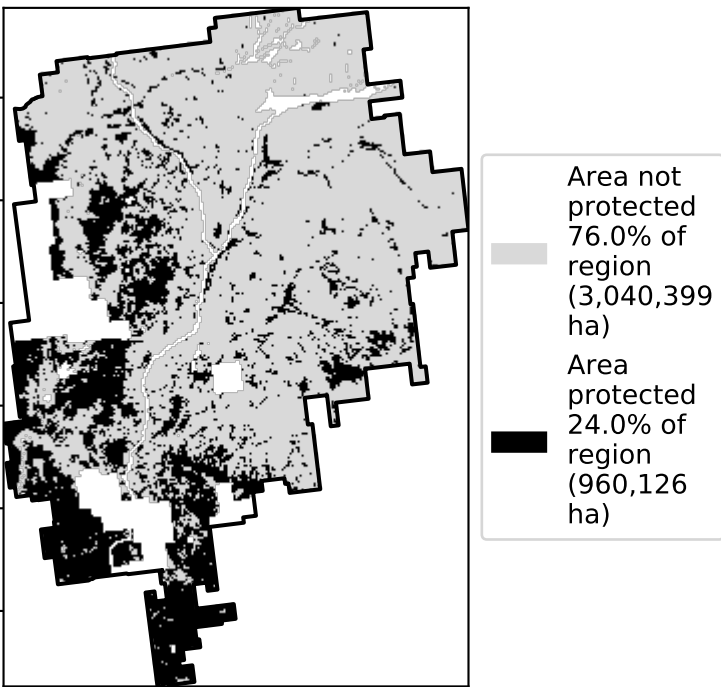 Area not
protected
76.0% of
region
(3,040,399
ha)
Area
protected
24.0% of
region
(960,126
ha)